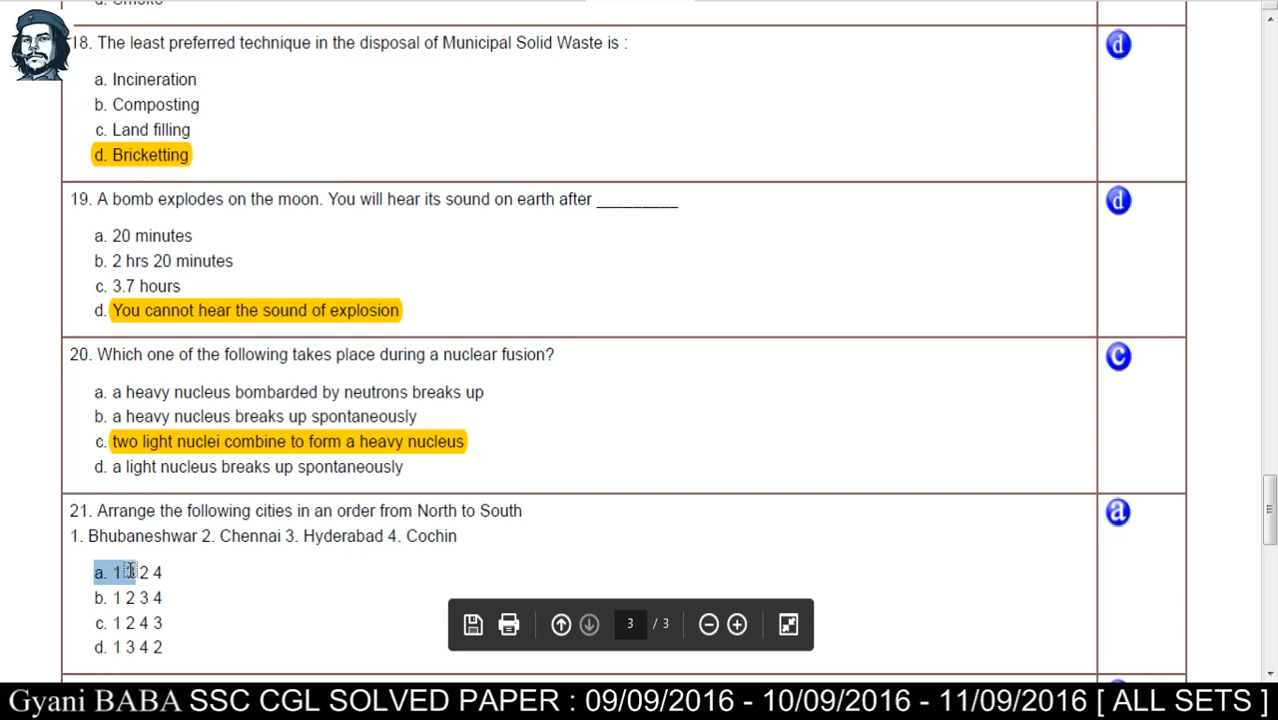 d. Smoke
18. The least preferred technique in the disposal of Municipal Solid Waste is :
d
a. Incineration
b. Composting
c. Land filling
d. Bricketting
19. A bomb explodes on the moon. You will hear its sound on earth after _________
d
a. 20 minutes
b. 2 hrs 20 minutes
c. 3.7 hours
d. You cannot hear the sound of explosion
20. Which one of the following takes place during a nuclear fusion?
c
a. a heavy nucleus bombarded by neutrons breaks up
b. a heavy nucleus breaks up spontaneously
c. two light nuclei combine to form a heavy nucleus
d. a light nucleus breaks up spontaneously
21. Arrange the following cities in an order from North to South
a
1. Bhubaneshwar 2. Chennai 3. Hyderabad 4. Cochin
a. 1 3 2 4
b. 1 2 3 4
c. 1 2 4 3
d. 1 3 4 2
3 / 3
Gyani BABA SSC CGL SOLVED PAPER : 09/09/2016 - 10/09/2016 - 11/09/2016 [ ALL SETS ]